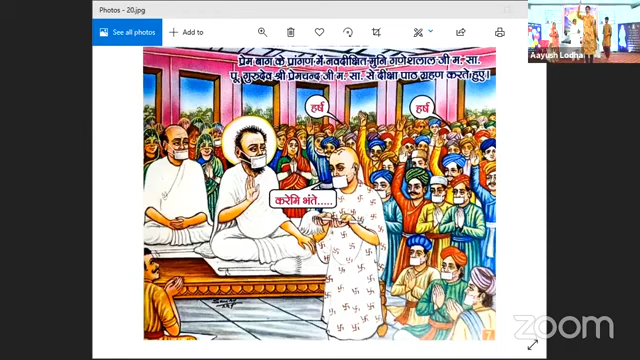 Photos - 20.jpg
See all photos
Add to
Aayush Lodha
प्रेम बाग के प्रांगण में नवदीक्षित मुनि गणेशलाल जी म. सा.
पू. गुरुदेव श्री प्रेमचन्द जी म. सा. से दीक्षा पाठ ग्रहण करते हुए।
हर्ष
हर्ष
करेमि भंते.....
7
zoom